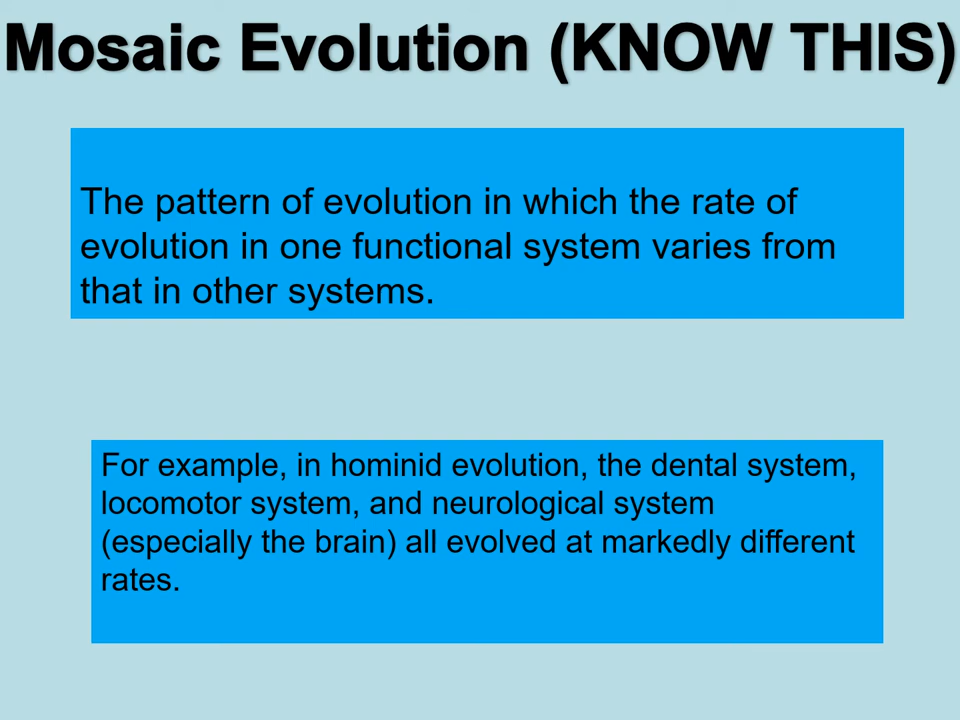 Mosaic Evolution (KNOW THIS)
The pattern of evolution in which the rate of
evolution in one functional system varies from
that in other systems.
For example, in hominid evolution, the dental system,
locomotor system, and neurological system
(especially the brain) all evolved at markedly different
rates.